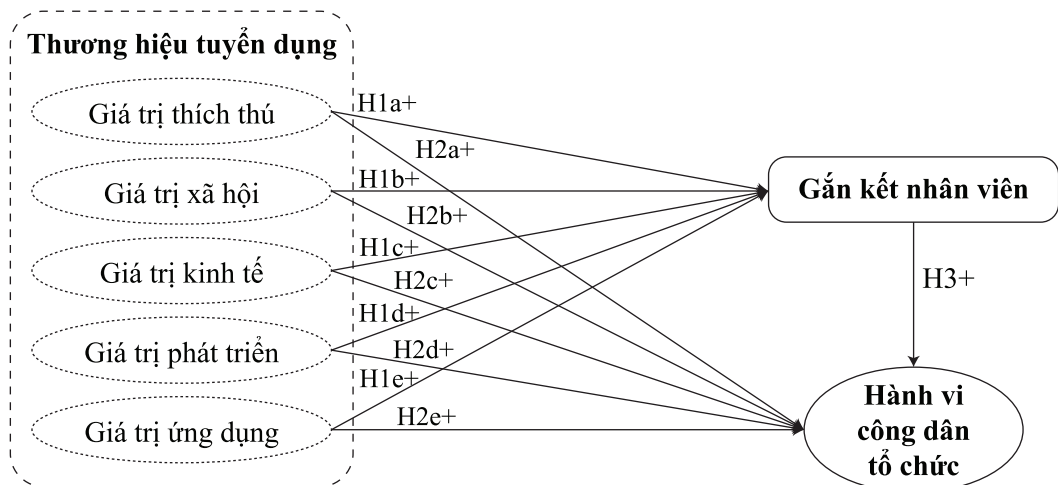 Thương hiệu tuyển dụng
Giá trị thích thú
Giá trị xã hội
Giá trị kinh tế
Giá trị phát triển
Giá trị ứng dụng
H1a+
H2a+
H1b+
H2b+
H1c+
H2c+
H1d+
H2d+
H1e+
H2e+
Gắn kết nhân viên
H3+
Hành vi
công dân
tổ chức